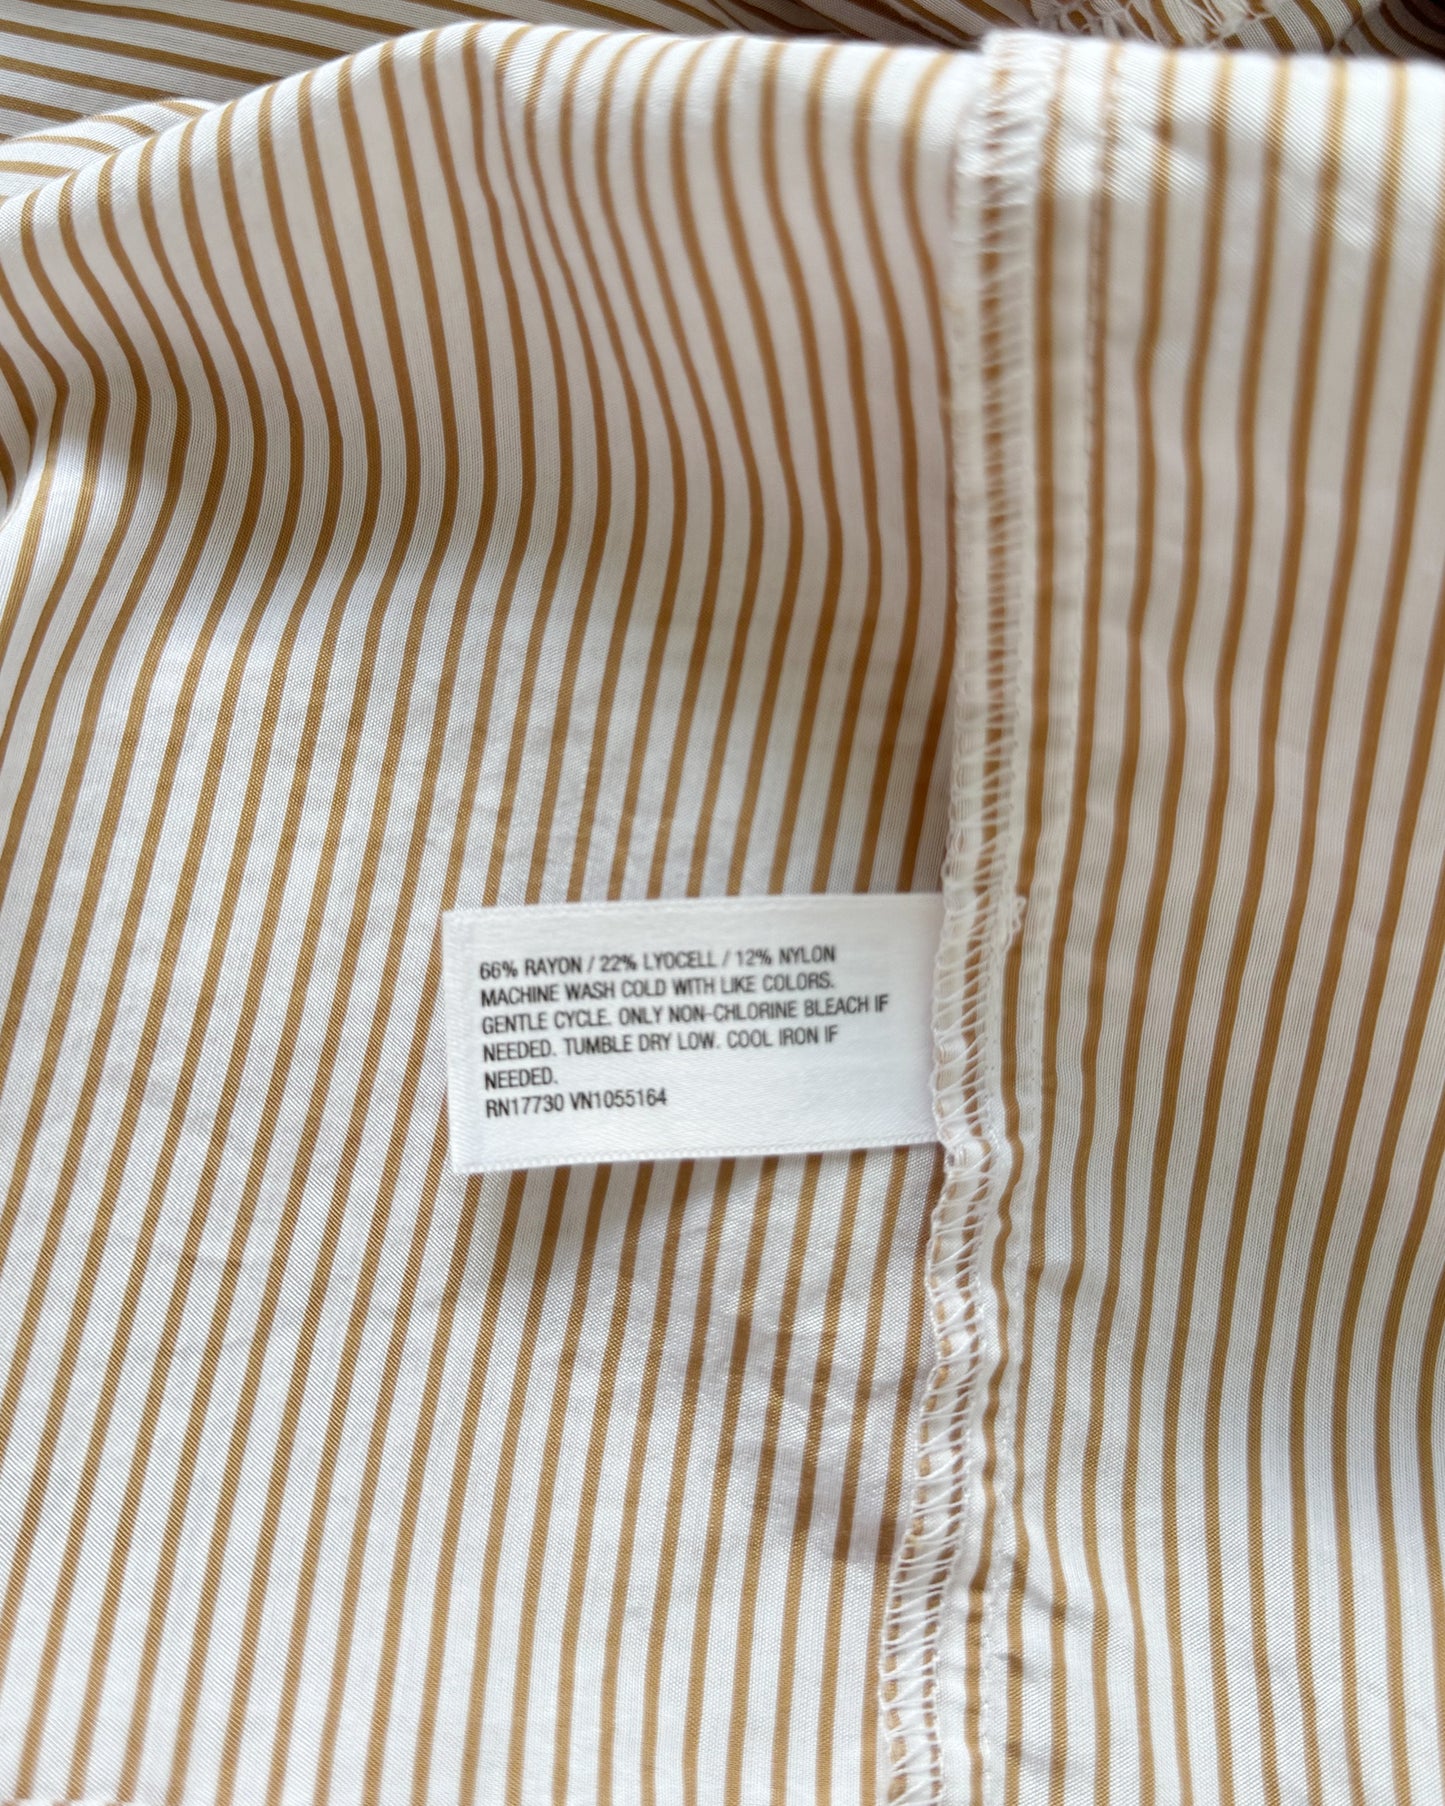 66% RAYON / 22% LYOCELL / 12% NYLON
MACHINE WASH COLD WITH LIKE COLORS.
GENTLE CYCLE. ONLY NON-CHLORINE BLEACH IF
NEEDED. TUMBLE DRY LOW. COOL IRON IF
NEEDED.
RN17730 VN1055164